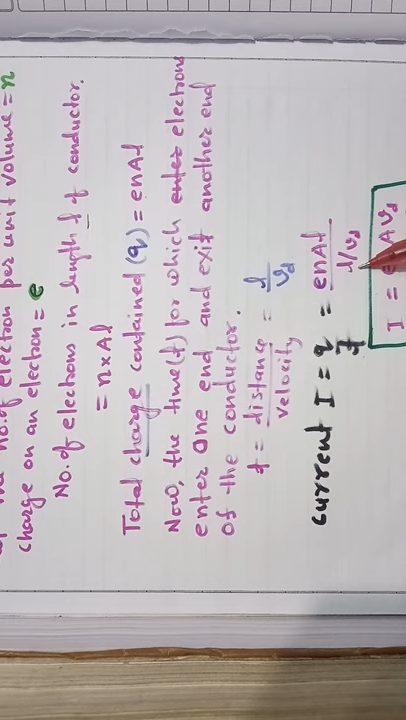 no. of electron per unit volume = n
charge on an electron = e
No. of electrons in length l of conductor.
= n x Al
Total charge contained (q) = enAl
Now, the time(t) for which enter electrons
enter one end and exit another end
of the conductor.
t = distance / velocity = l / vd
current I = q / t = enAl / l/vd
I = e AVd